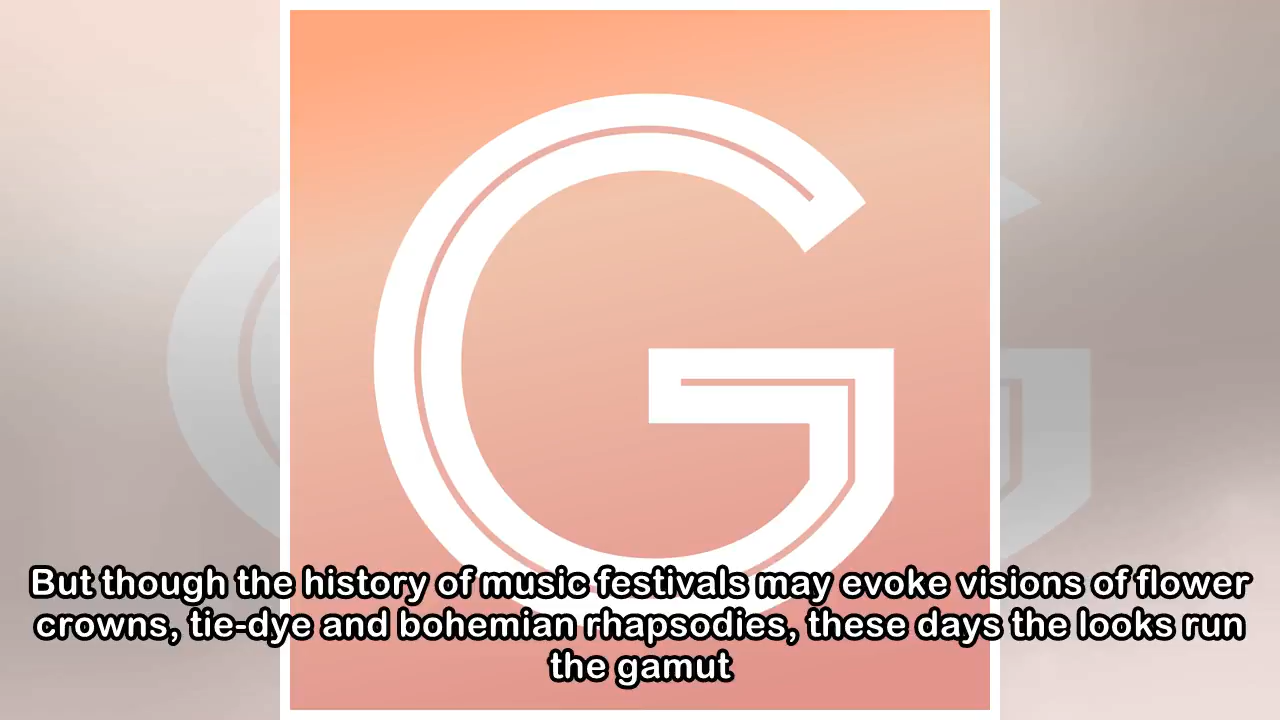 G
But though the history of music festivals may evoke visions of flower
crowns, tie-dye and bohemian rhapsodies, these days the looks run
the gamut